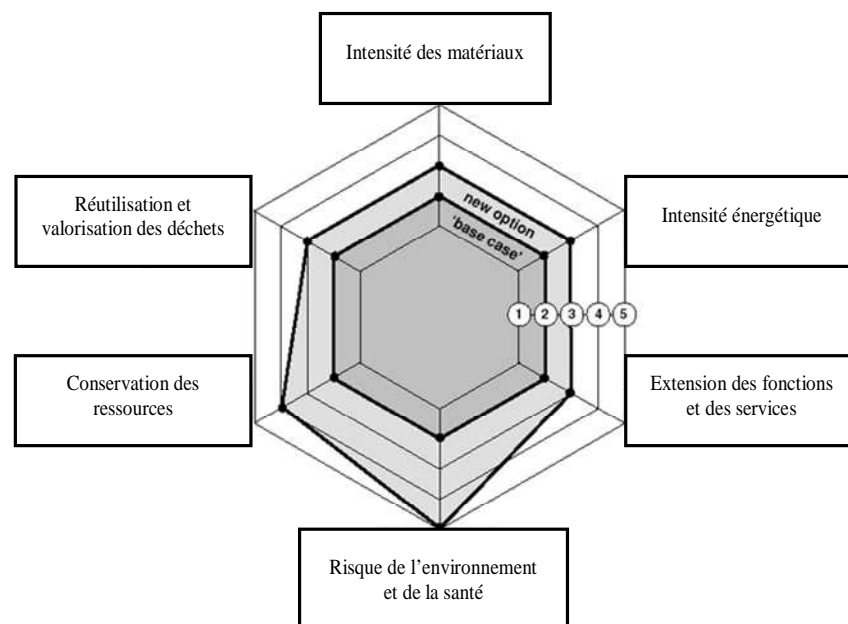 Intensité des matériaux
Réutilisation et
valorisation des déchets
new option
'base case'
Intensité énergétique
1 2 3 4 5
Conservation des
ressources
Extension des fonctions
et des services
Risque de l'environnement
et de la santé